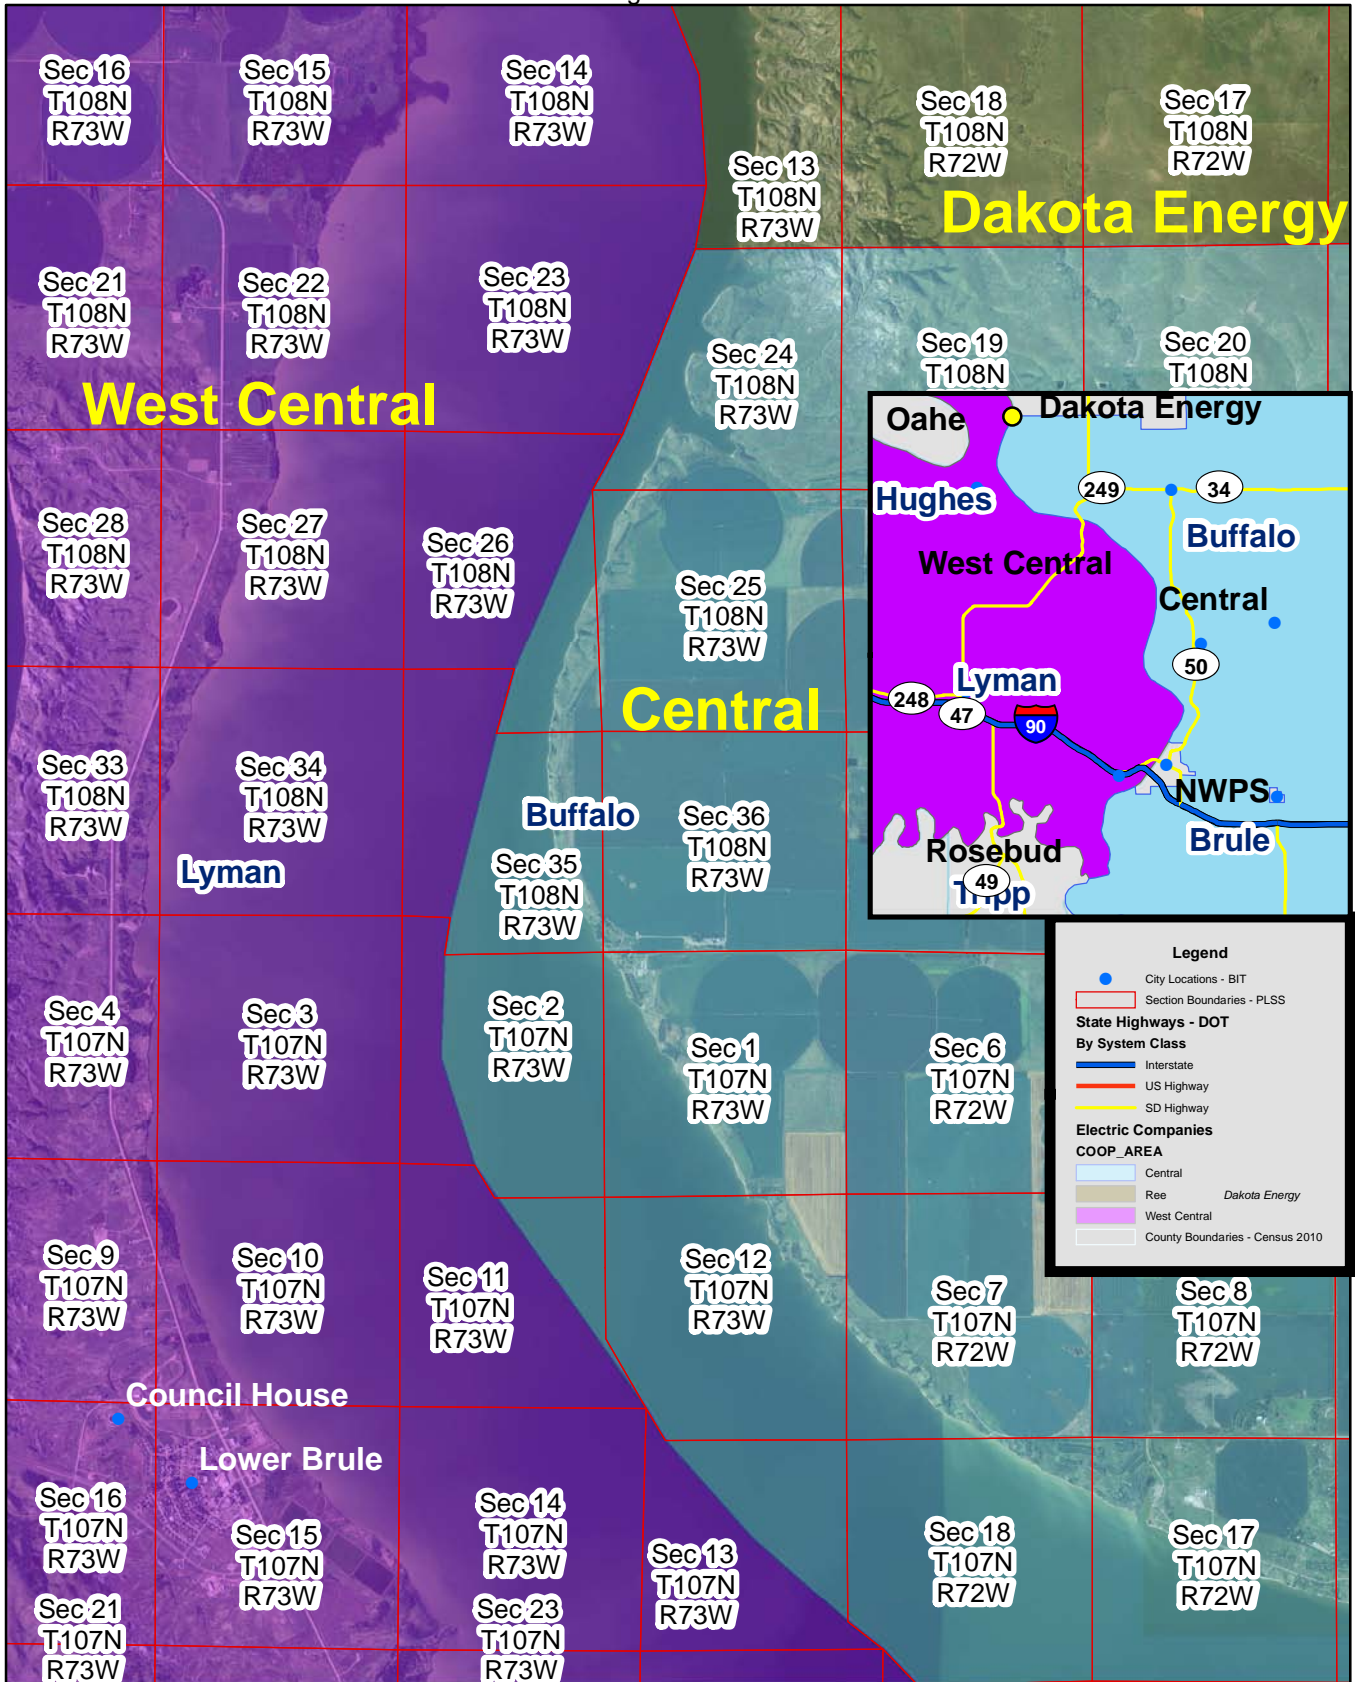 Sec 16
T108N
R73W
Sec 15
T108N
R73W
Sec 14
T108N
R73W
Sec 13
T108N
R73W
Sec 18
T108N
R72W
Sec 17
T108N
R72W
Dakota Energy
Sec 21
T108N
R73W
Sec 22
T108N
R73W
Sec 23
T108N
R73W
Sec 24
T108N
R73W
Sec 19
T108N
Sec 20
T108N
West Central
Sec 28
T108N
R73W
Sec 27
T108N
R73W
Sec 26
T108N
R73W
Sec 25
T108N
R73W
Central
Sec 33
T108N
R73W
Sec 34
T108N
R73W
Lyman
Buffalo
Sec 35
T108N
R73W
Sec 36
T108N
R73W
Oahe
Dakota Energy
Hughes
249
34
Buffalo
West Central
Central
50
Lyman
248
47
90
NWPS
Brule
Rosebud
49
Tripp
Legend
City Locations - BIT
Section Boundaries - PLSS
State Highways - DOT
By System Class
Interstate
US Highway
SD Highway
Electric Companies
COOP_AREA
Central
Ree Dakota Energy
West Central
County Boundaries - Census 2010
Sec 4
T107N
R73W
Sec 3
T107N
R73W
Sec 2
T107N
R73W
Sec 1
T107N
R73W
Sec 6
T107N
R72W
Sec 9
T107N
R73W
Sec 10
T107N
R73W
Sec 11
T107N
R73W
Sec 12
T107N
R73W
Sec 7
T107N
R72W
Sec 8
T107N
R72W
Council House
Lower Brule
Sec 16
T107N
R73W
Sec 15
T107N
R73W
Sec 14
T107N
R73W
Sec 13
T107N
R73W
Sec 18
T107N
R72W
Sec 17
T107N
R72W
Sec 21
T107N
R73W
Sec 23
T107N
R73W